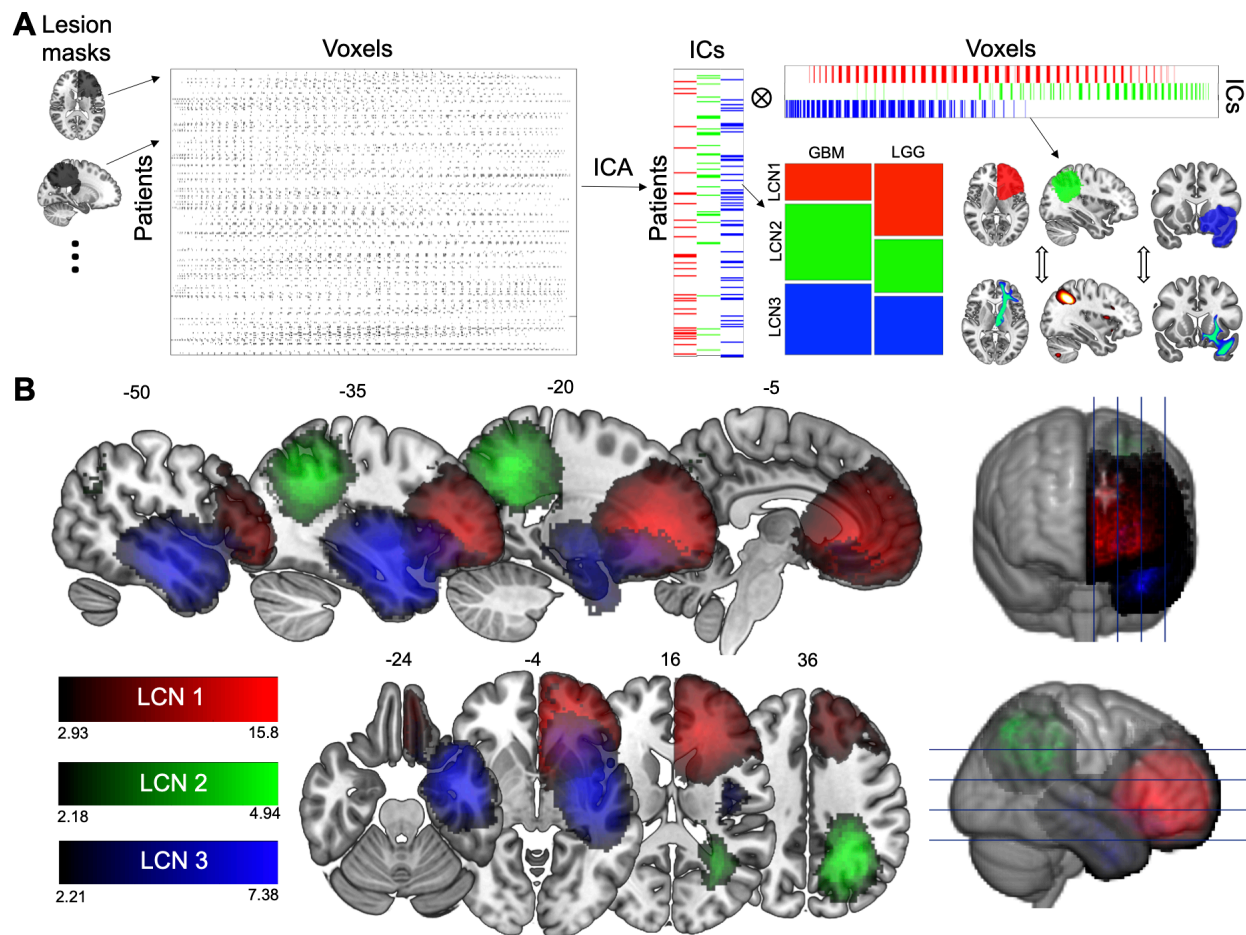 A
Lesion
masks
Voxels
Patients
ICA
ICs
Patients
⊗
Voxels
ICs
GBM
LGG
LCN1
LCN2
LCN3
B
-50
-35
-20
-5
-24
-4
16
36
LCN 1
2.93
15.8
LCN 2
2.18
4.94
LCN 3
2.21
7.38